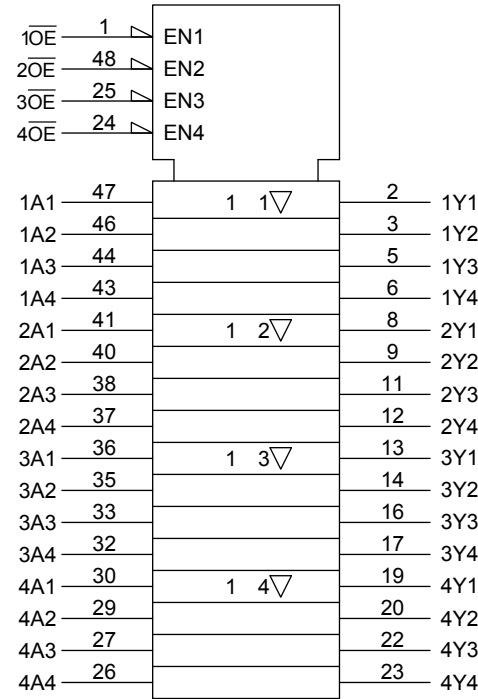 1OE 1 EN1
2OE 48 EN2
3OE 25 EN3
4OE 24 EN4
1A1 47 1 1▽ 2 1Y1
1A2 46 3 1Y2
1A3 44 5 1Y3
1A4 43 6 1Y4
2A1 41 1 2▽ 8 2Y1
2A2 40 9 2Y2
2A3 38 11 2Y3
2A4 37 12 2Y4
3A1 36 1 3▽ 13 3Y1
3A2 35 14 3Y2
3A3 33 16 3Y3
3A4 32 17 3Y4
4A1 30 1 4▽ 19 4Y1
4A2 29 20 4Y2
4A3 27 22 4Y3
4A4 26 23 4Y4